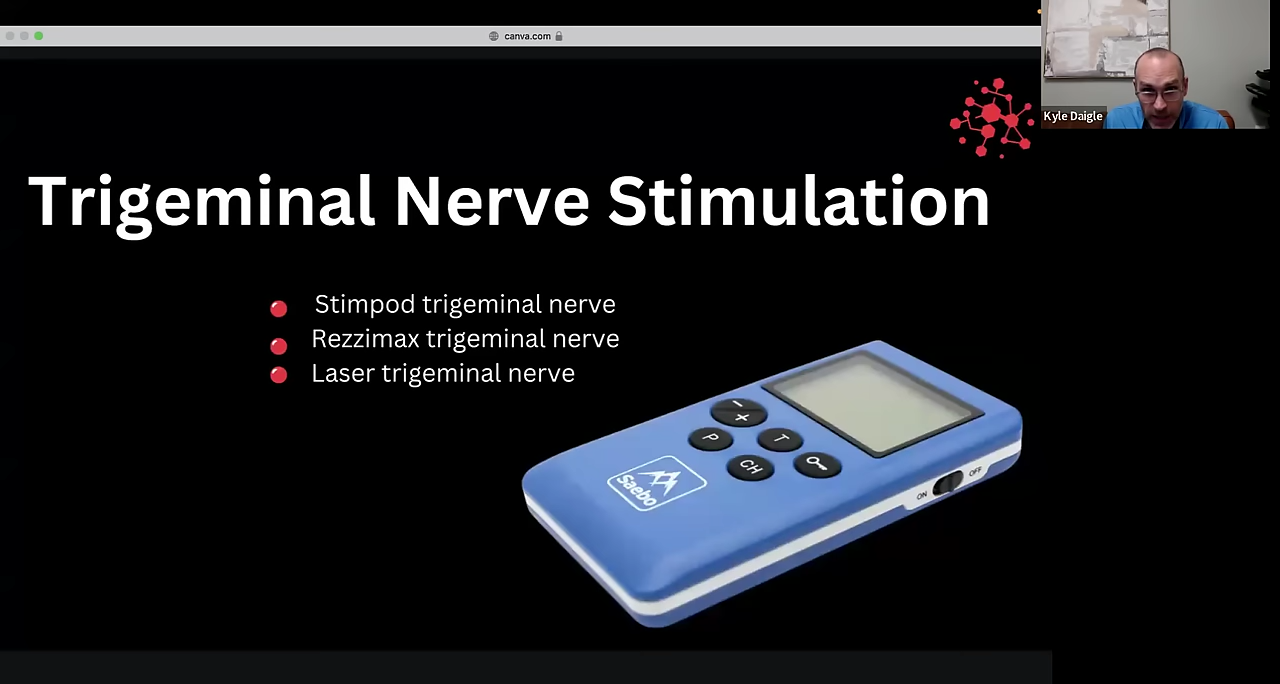 canva.com
Kyle Daigle
Trigeminal Nerve Stimulation
Stimpod trigeminal nerve
Rezzimax trigeminal nerve
Laser trigeminal nerve
- +
P T
CH
Saebo
ON OFF